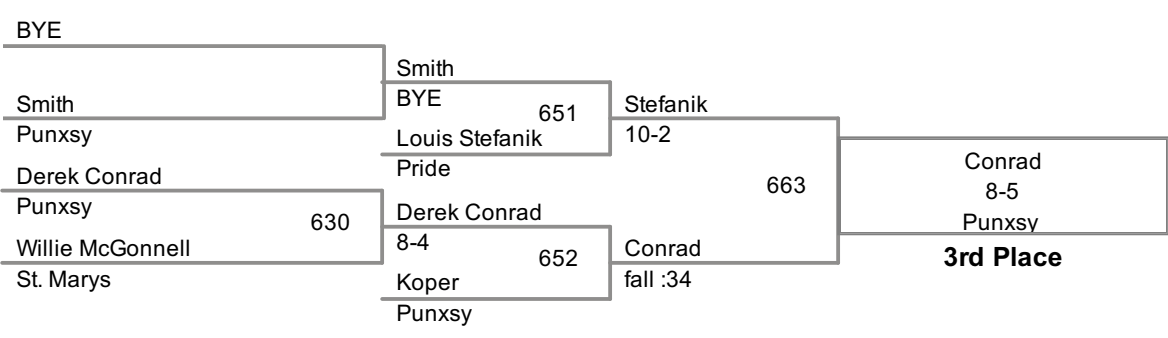 BYE
Smith
Punxsy
Derek Conrad
Punxsy
630
Willie McGonnell
St. Marys
Smith
BYE
651
Louis Stefanik
Pride
Derek Conrad
8-4
652
Koper
Punxsy
Stefanik
10-2
663
Conrad
fall :34
Conrad
8-5
Punxsy
3rd Place